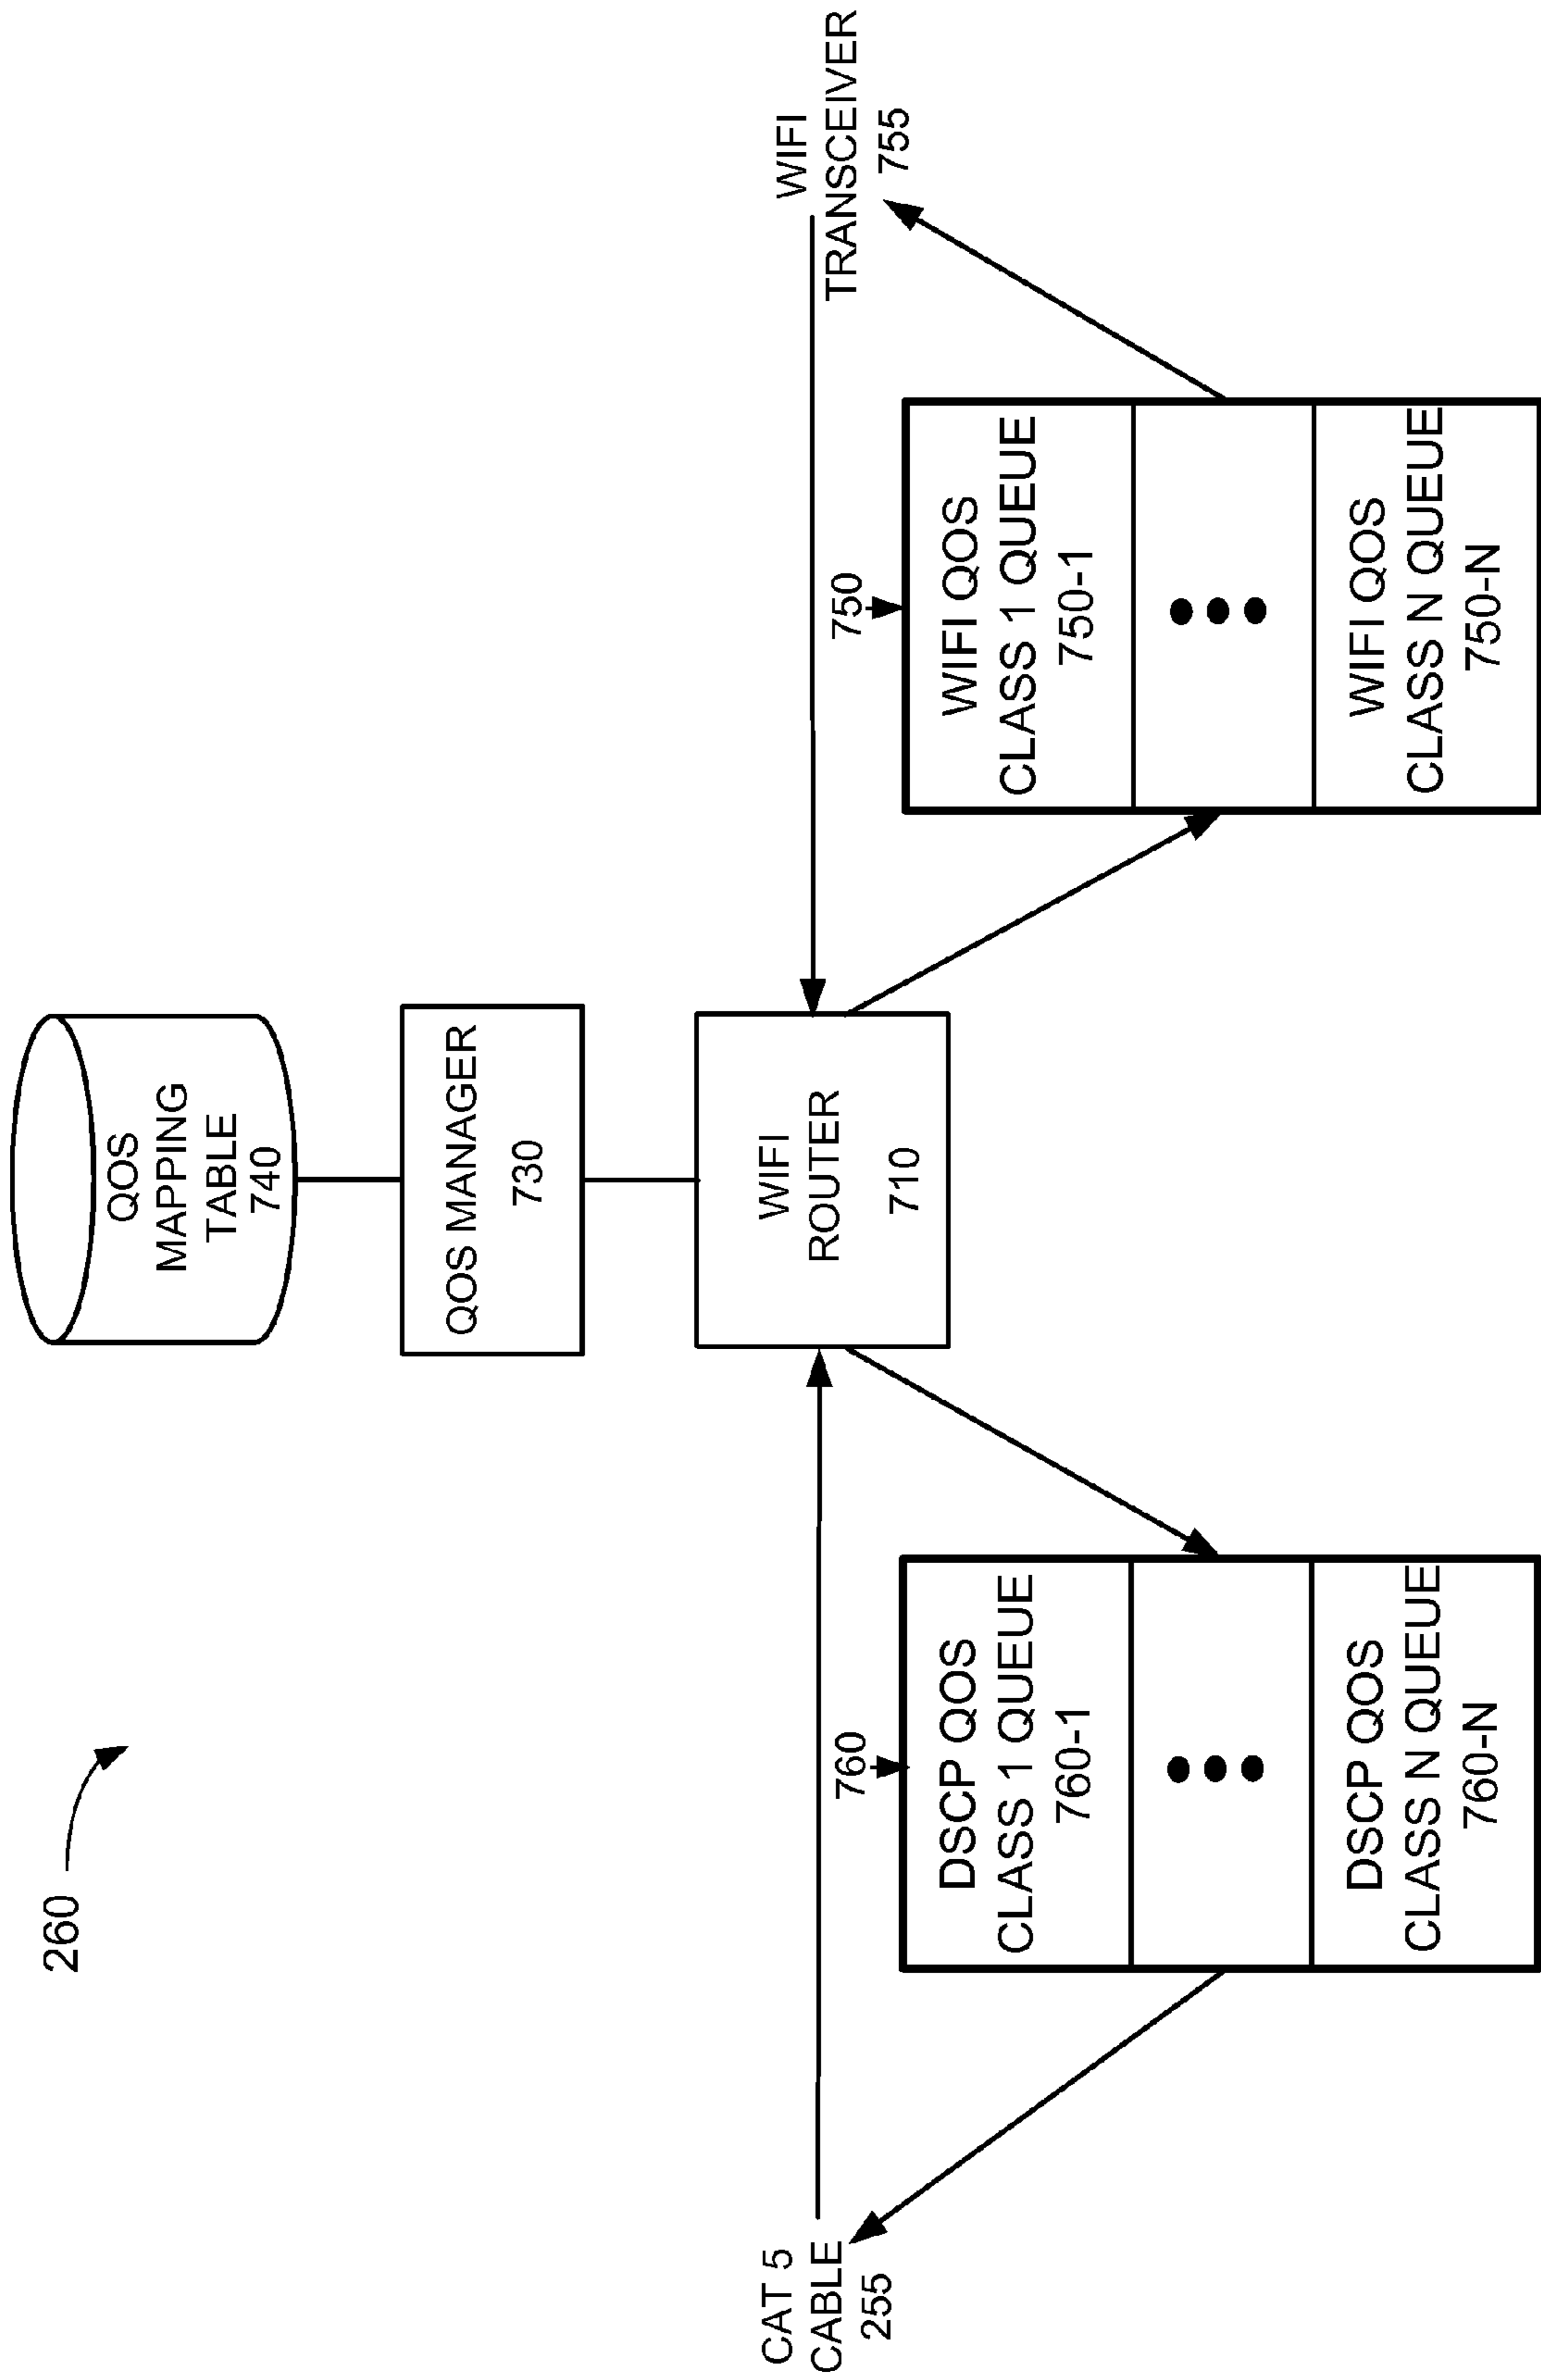 260
QOS
MAPPING
TABLE
740
QOS MANAGER
730
WIFI
ROUTER
710
CAT 5
CABLE
255
WIFI
TRANSCEIVER
755
760
DSCP QOS
CLASS 1 QUEUE
760-1
DSCP QOS
CLASS N QUEUE
760-N
750
WIFI QOS
CLASS 1 QUEUE
750-1
WIFI QOS
CLASS N QUEUE
750-N